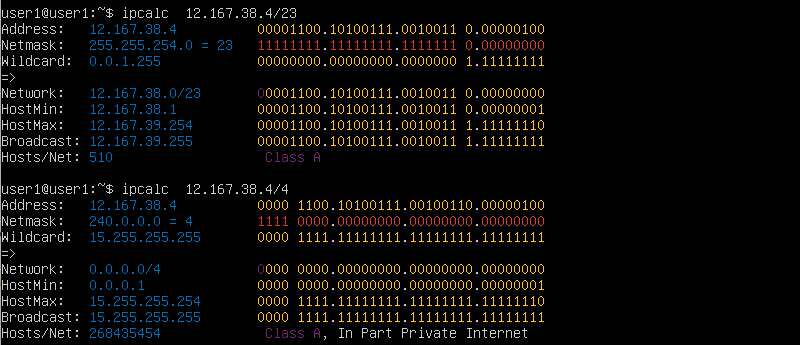 user1@user1:~$ ipcalc  12.167.38.4/23
Address:   12.167.38.4          00001100.10100111.0010011 0.00000100
Netmask:   255.255.254.0 = 23   11111111.11111111.1111111 0.00000000
Wildcard:  0.0.1.255            00000000.00000000.0000000 1.11111111
=>
Network:   12.167.38.0/23       00001100.10100111.0010011 0.00000000
HostMin:   12.167.38.1          00001100.10100111.0010011 0.00000001
HostMax:   12.167.39.254        00001100.10100111.0010011 1.11111110
Broadcast: 12.167.39.255        00001100.10100111.0010011 1.11111111
Hosts/Net: 510                   Class A
user1@user1:~$ ipcalc  12.167.38.4/4
Address:   12.167.38.4          0000 1100.10100111.00100110.00000100
Netmask:   240.0.0.0 = 4        1111 0000.00000000.00000000.00000000
Wildcard:  15.255.255.255       0000 1111.11111111.11111111.11111111
=>
Network:   0.0.0.0/4            0000 0000.00000000.00000000.00000000
HostMin:   0.0.0.1              0000 0000.00000000.00000000.00000001
HostMax:   15.255.255.254       0000 1111.11111111.11111111.11111110
Broadcast: 15.255.255.255       0000 1111.11111111.11111111.11111111
Hosts/Net: 268435454             Class A, In Part Private Internet